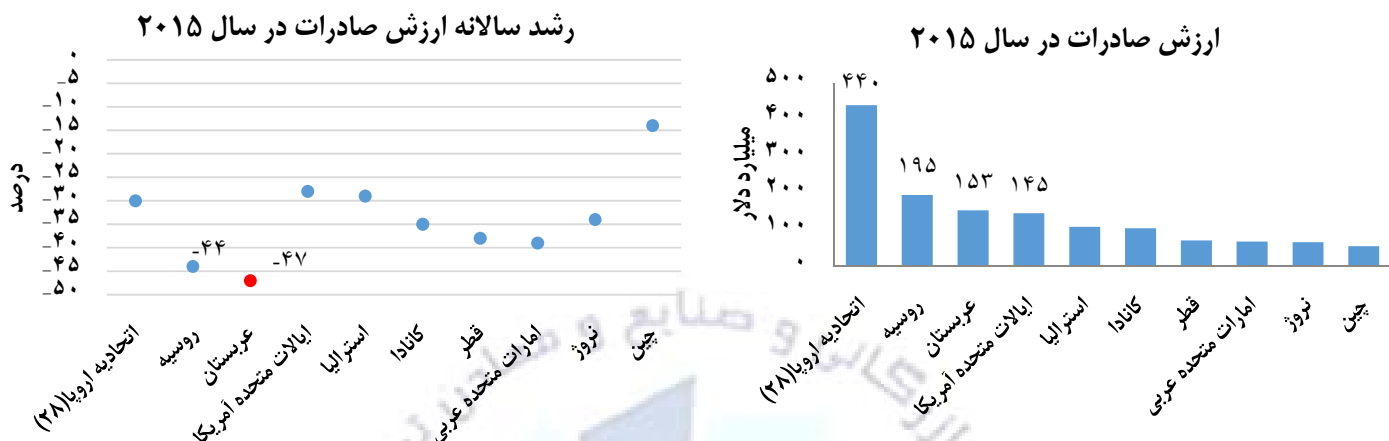 ارزش صادرات در سال ۲۰۱۵
میلیارد دلار
۵۰۰
۴۰۰
۳۰۰
۲۰۰
۱۰۰
۰
۴۴۰
۱۹۵
۱۵۳
۱۴۵
اتحادیه اروپا(۲۸)
روسیه
عربستان
ایالات متحده آمریکا
استرالیا
کانادا
قطر
امارات متحده عربی
نروژ
چین
رشد سالانه ارزش صادرات در سال ۲۰۱۵
درصد
۰
-۵
-۱۰
-۱۵
-۲۰
-۲۵
-۳۰
-۳۵
-۴۰
-۴۵
-۵۰
-۴۴
-۴۷
اتحادیه اروپا(۲۸)
روسیه
عربستان
ایالات متحده آمریکا
استرالیا
کانادا
قطر
امارات متحده عربی
نروژ
چین
و صنایع و معادن